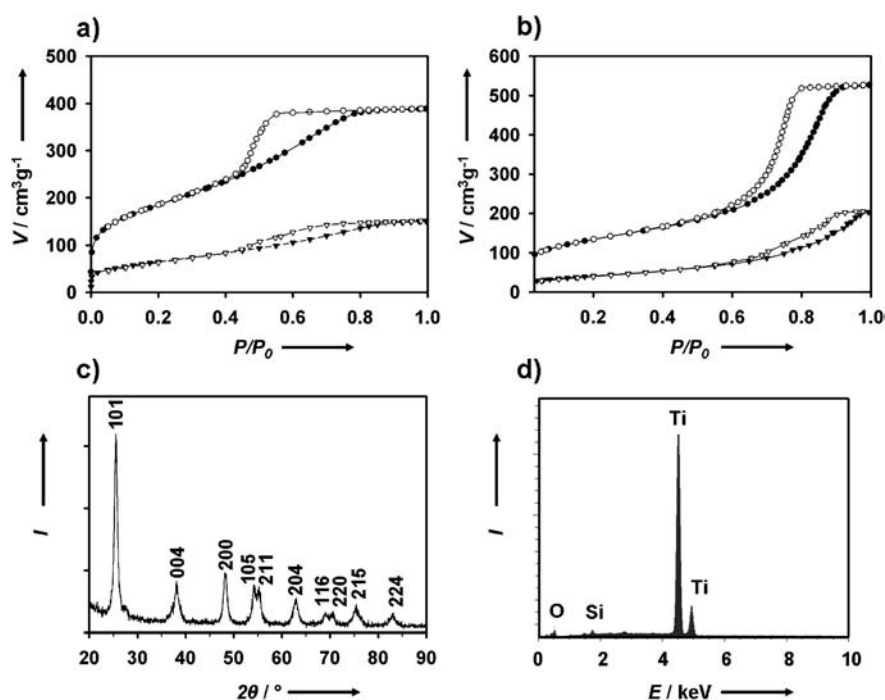 a)
500
400
300
200
100
0
V / cm³g⁻¹
0.0 0.2 0.4 0.6 0.8 1.0
P/P₀
b)
600
500
400
300
200
100
0
V / cm³g⁻¹
0.2 0.4 0.6 0.8 1.0
P/P₀
c)
101
004
200
105
211
204
116
220
215
224
I
20 30 40 50 60 70 80 90
2θ / °
d)
Ti
Ti
O
Si
I
0 2 4 6 8 10
E / keV